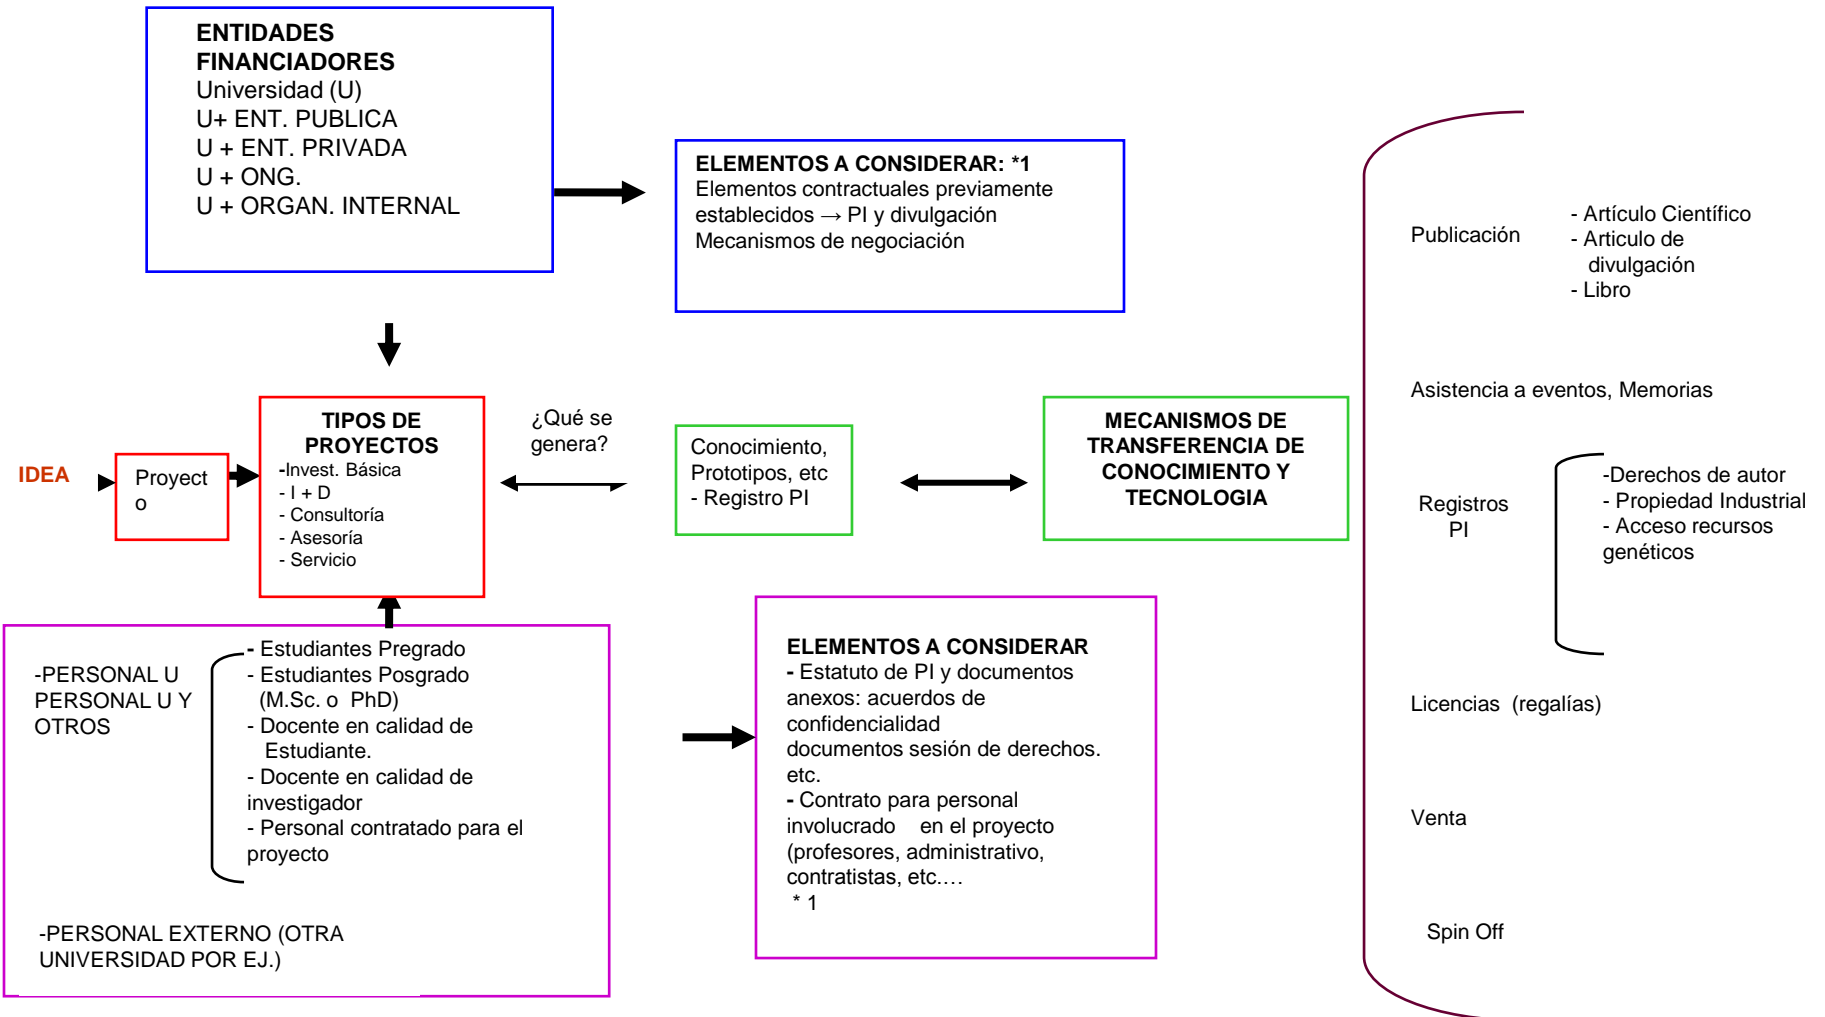 ENTIDADES
FINANCIADORES
Universidad (U)
U+ ENT. PUBLICA
U + ENT. PRIVADA
U + ONG.
U + ORGAN. INTERNAL
ELEMENTOS A CONSIDERAR: *1
Elementos contractuales previamente
establecidos → PI y divulgación
Mecanismos de negociación
IDEA
Proyect
o
TIPOS DE
PROYECTOS
-Invest. Básica
- I + D
- Consultoría
- Asesoría
- Servicio
¿Qué se
genera?
Conocimiento,
Prototipos, etc
- Registro PI
MECANISMOS DE
TRANSFERENCIA DE
CONOCIMIENTO Y
TECNOLOGIA
-PERSONAL U
PERSONAL U Y
OTROS
- Estudiantes Pregrado
- Estudiantes Posgrado
(M.Sc. o PhD)
- Docente en calidad de
Estudiante.
- Docente en calidad de
investigador
- Personal contratado para el
proyecto
-PERSONAL EXTERNO (OTRA
UNIVERSIDAD POR EJ.)
ELEMENTOS A CONSIDERAR
- Estatuto de PI y documentos
anexos: acuerdos de
confidencialidad
documentos sesión de derechos.
etc.
- Contrato para personal
involucrado en el proyecto
(profesores, administrativo,
contratistas, etc.…
* 1
Publicación
- Artículo Científico
- Articulo de
divulgación
- Libro
Asistencia a eventos, Memorias
Registros
PI
-Derechos de autor
- Propiedad Industrial
- Acceso recursos
genéticos
Licencias (regalías)
Venta
Spin Off